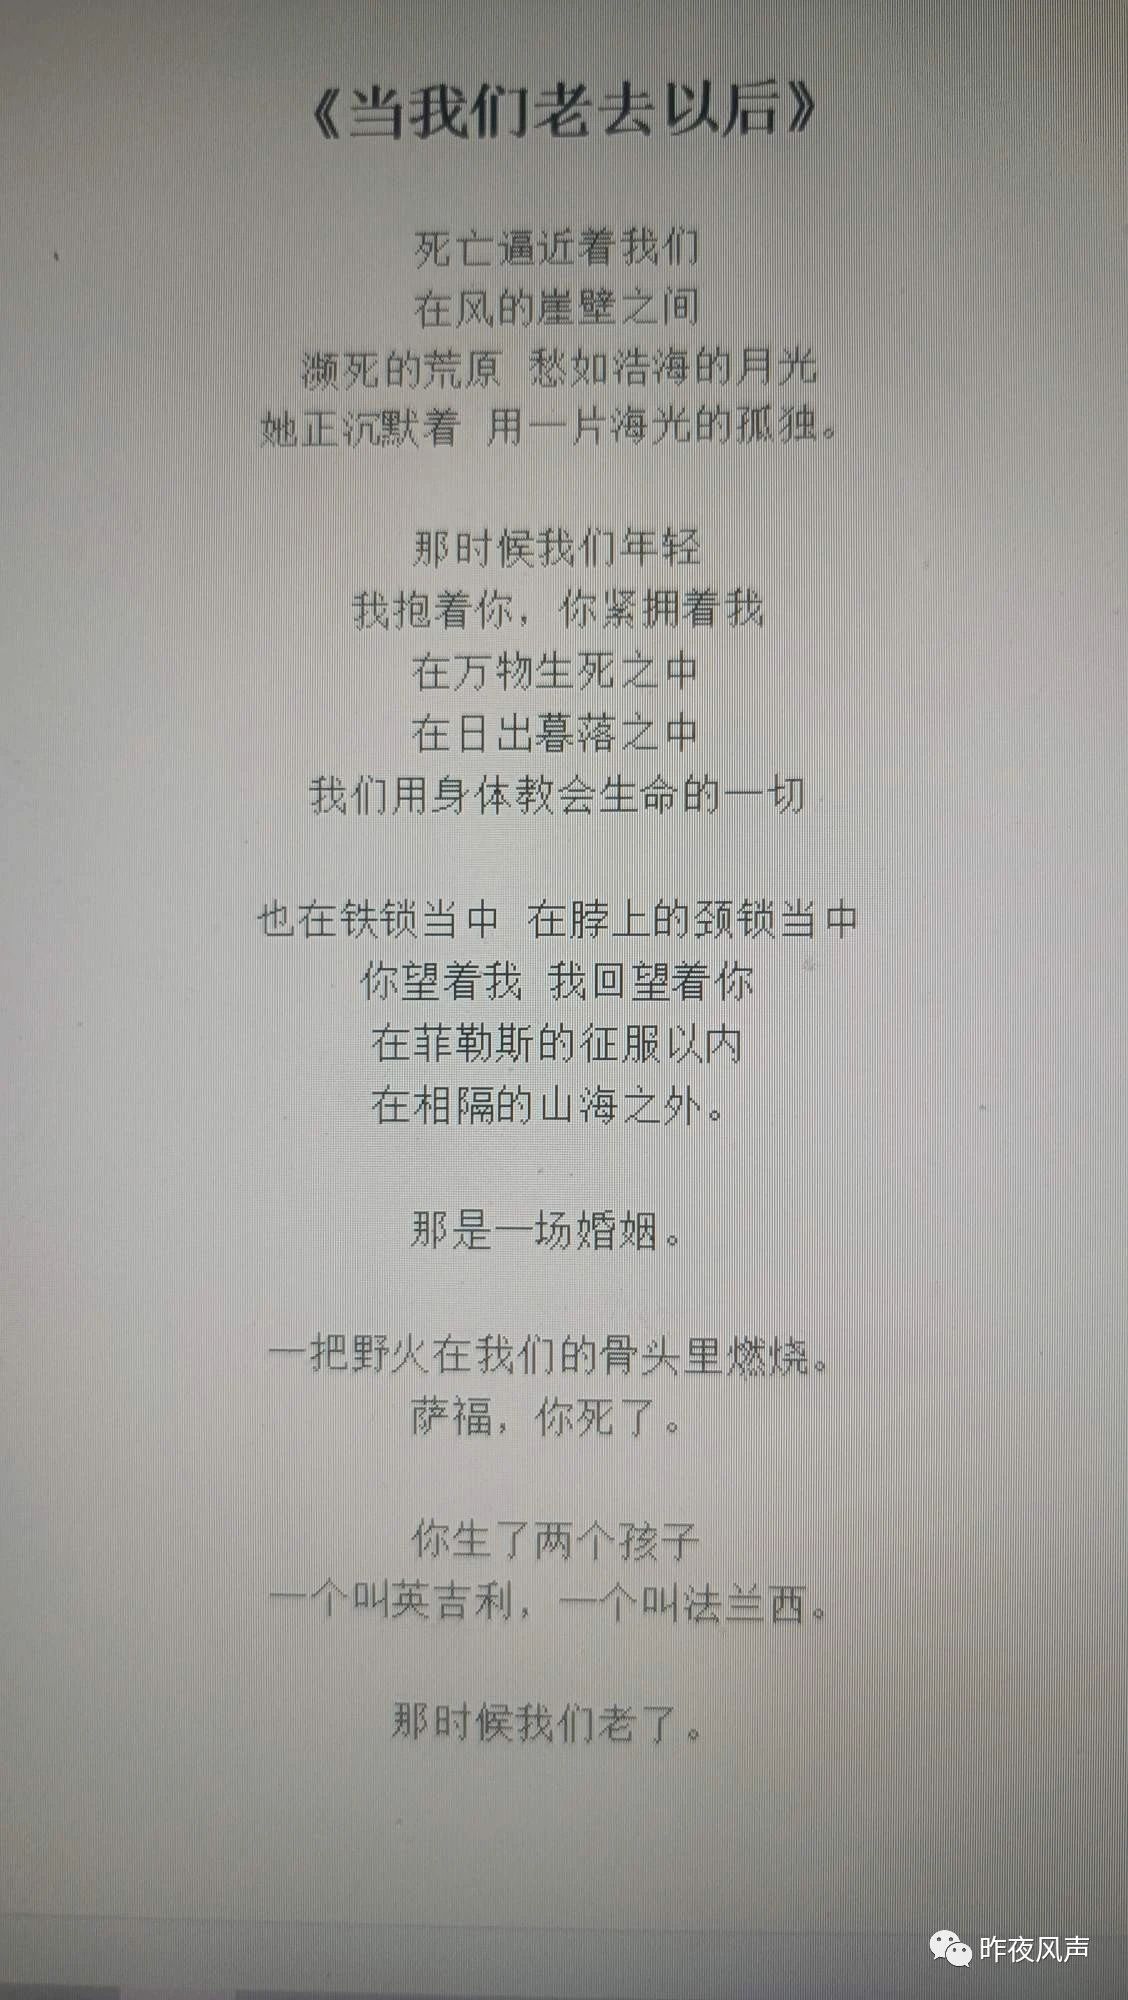 《当我们老去以后》
死亡逼近着我们
在风的崖壁之间
濒死的荒原 愁如浩海的月光
她正沉默着 用一片海光的孤独。
那时候我们年轻
我抱着你，你紧拥着我
在万物生死之中
在日出暮落之中
我们用身体教会生命的一切
也在铁锁当中 在脖上的颈锁当中
你望着我 我回望着你
在菲勒斯的征服以内
在相隔的山海之外。
那是一场婚姻。
一把野火在我们的骨头里燃烧。
萨福，你死了。
你生了两个孩子
一个叫英吉利，一个叫法兰西。
那时候我们老了。
昨夜风声